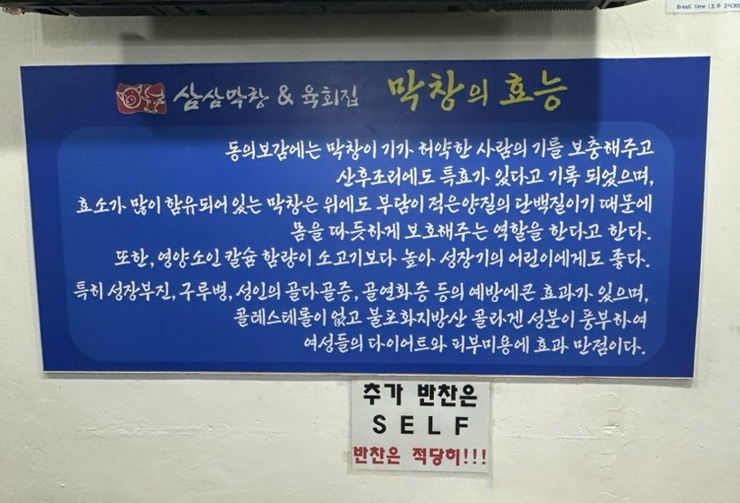 Break time (오후 2시30
삼삼막창 & 육회집 막창의 효능
동의보감에는 막창이 기가 허약한 사람의 기를 보충해주고
산후조리에도 특효가 있다고 기록 되었으며,
효소가 많이 함유되어 있는 막창은 위에도 부담이 적은양질의 단백질이기 때문에
몸을 따듯하게 보호해주는 역할을 한다고 한다.
또한, 영양소인 칼슘 함량이 소고기보다 높아 성장기의 어린이에게도 좋다.
특히 성장부진, 구루병, 성인의 골다골증, 골연화증 등의 예방에큰 효과가 있으며,
콜레스테롤이 없고 불포화지방산 콜라겐 성분이 풍부하여
여성들의 다이어트와 피부미용에 효과 만점이다.
추가 반찬은
SELF
반찬은 적당히!!!